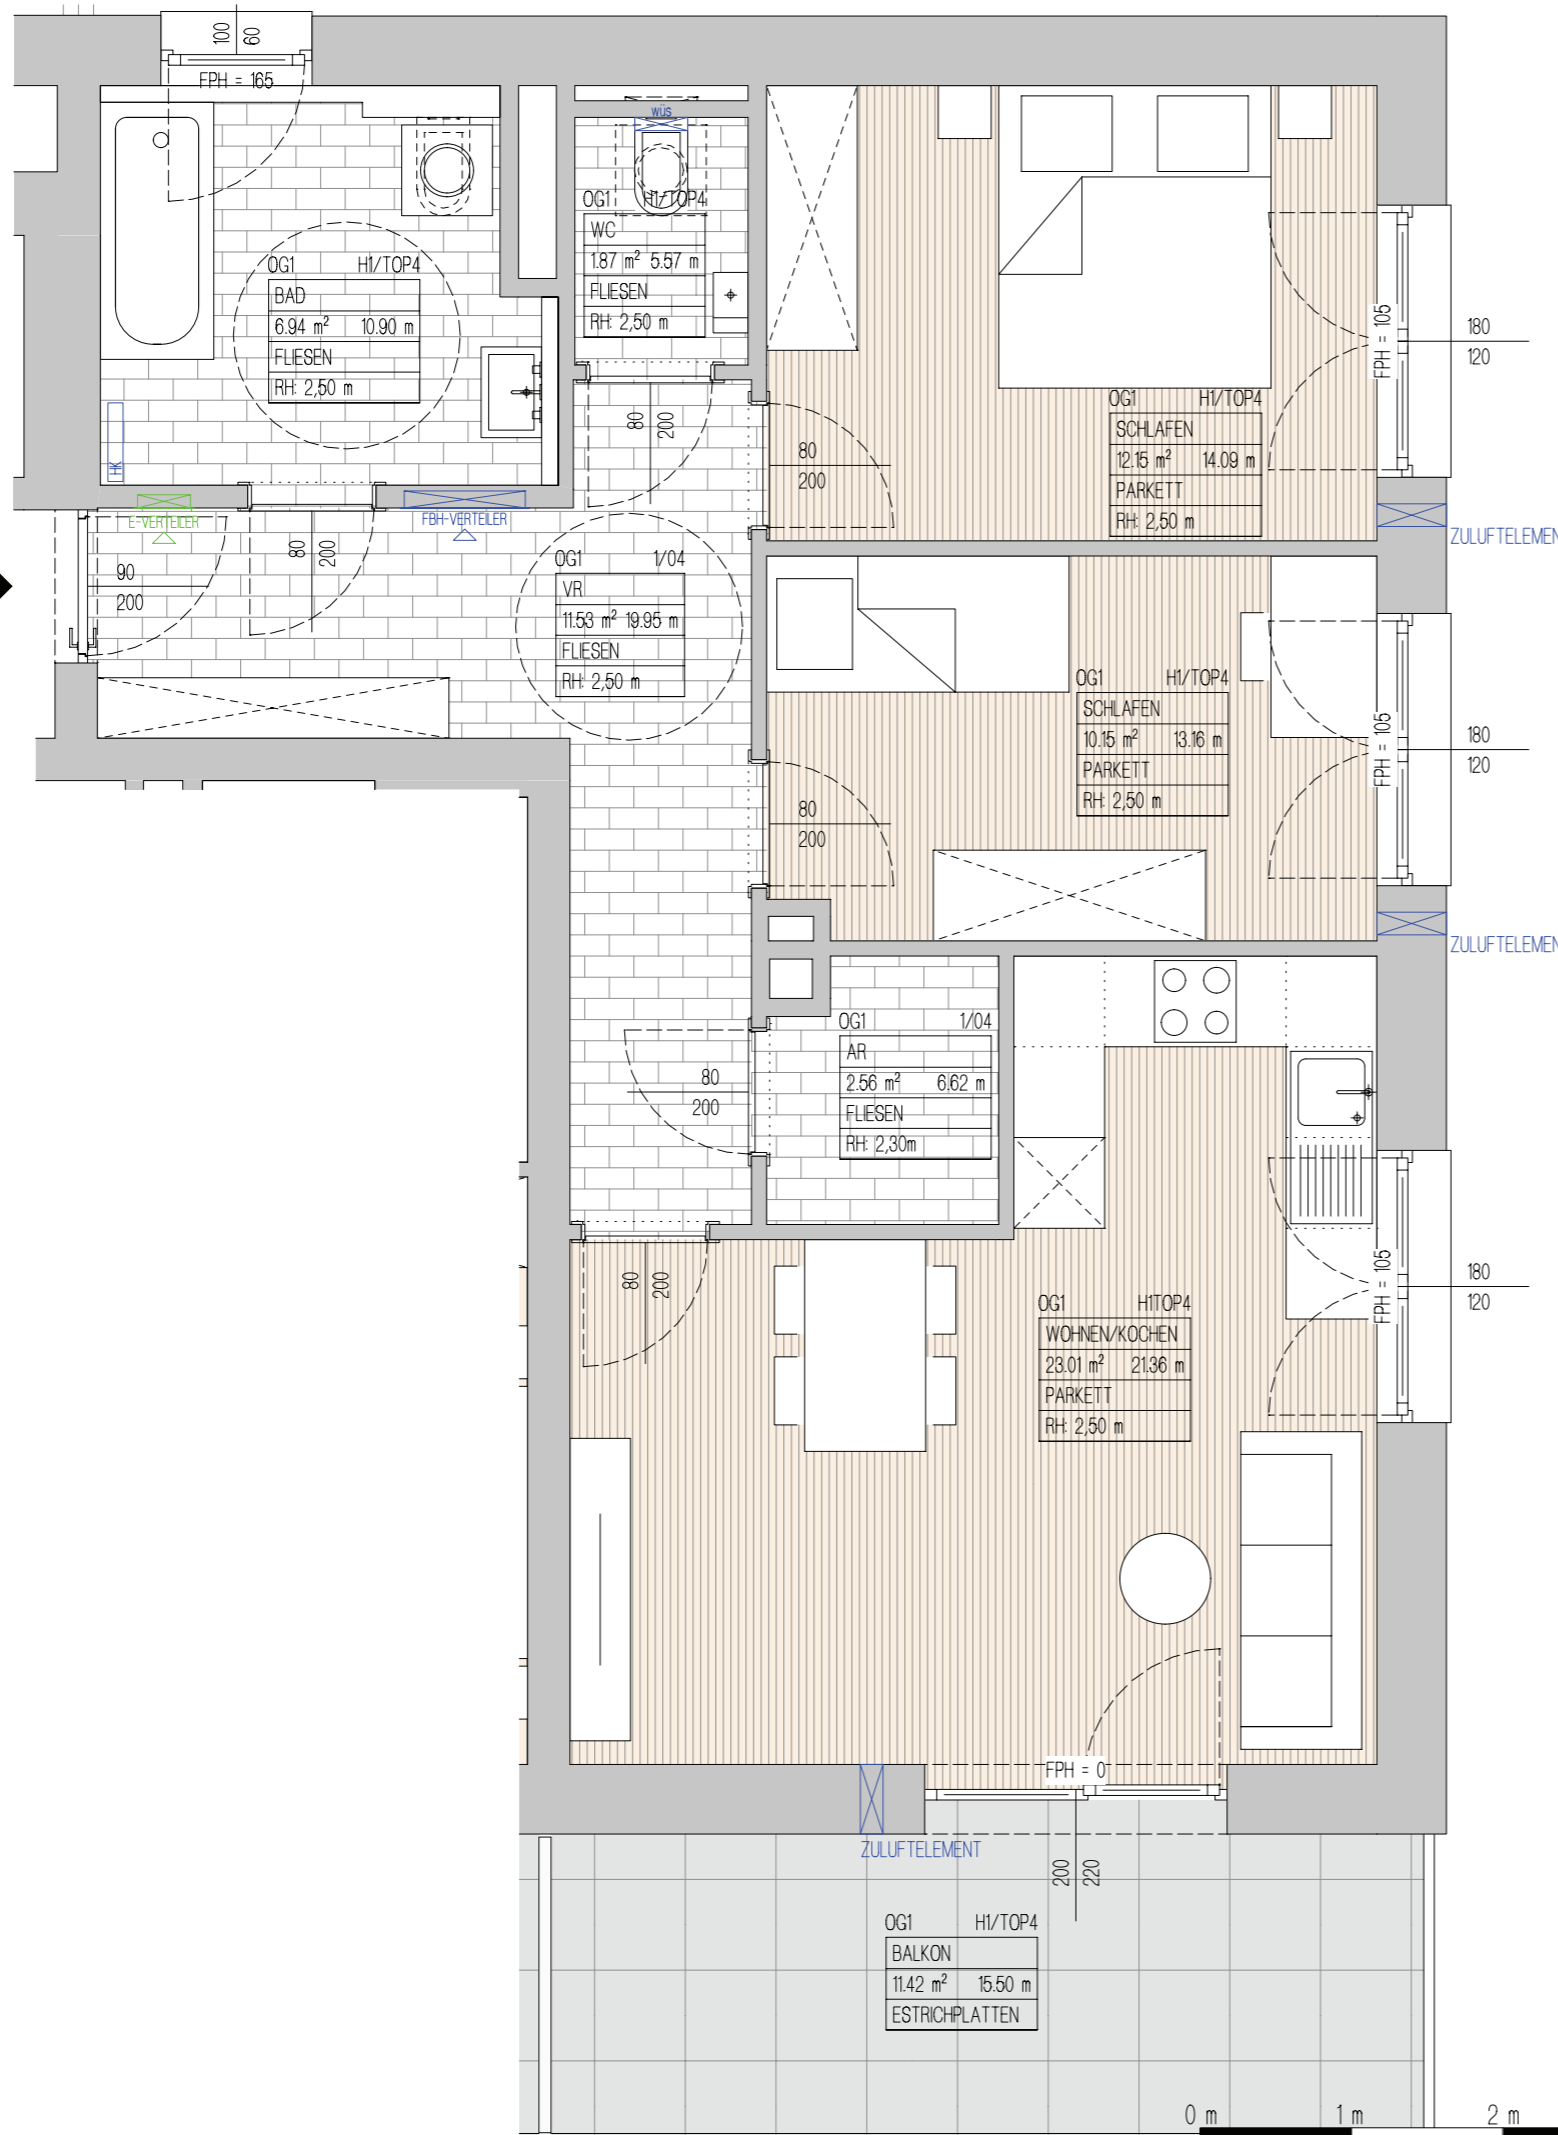 100
60
FPH = 165
WÜS
OG1 H1/TOP4
WC
1.87 m² 5.57 m
FLIESEN
RH: 2,50 m
OG1 H1/TOP4
BAD
6.94 m² 10.90 m
FLIESEN
RH: 2,50 m
HK
FPH = 105
180
120
OG1 H1/TOP4
SCHLAFEN
12.15 m² 14.09 m
PARKETT
RH: 2,50 m
80
200
80
200
E-VERTEILER
FBH-VERTEILER
ZULUFTELEMEN
90
200
80
200
OG1 1/04
VR
11.53 m² 19.95 m
FLIESEN
RH: 2,50 m
OG1 H1/TOP4
SCHLAFEN
10.15 m² 13.16 m
PARKETT
RH: 2,50 m
FPH = 105
180
120
80
200
ZULUFTELEMEN
OG1 1/04
AR
2.56 m² 6.62 m
FLIESEN
RH: 2,30m
80
200
80
200
FPH = 105
180
120
OG1 H1TOP4
WOHNEN/KOCHEN
23.01 m² 21.36 m
PARKETT
RH: 2,50 m
FPH = 0
ZULUFTELEMENT
200
220
OG1 H1/TOP4
BALKON
11.42 m² 15.50 m
ESTRICHPLATTEN
0 m 1 m 2 m